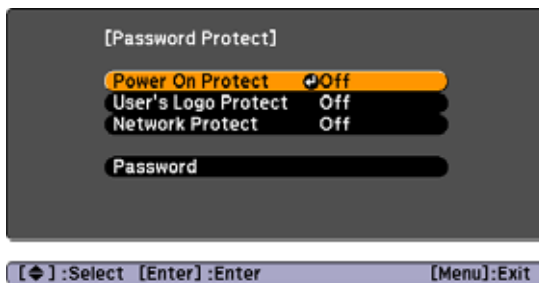 [Password Protect]
Power On Protect Off
User's Logo Protect Off
Network Protect Off
Password
[◆] :Select [Enter] :Enter [Menu]:Exit